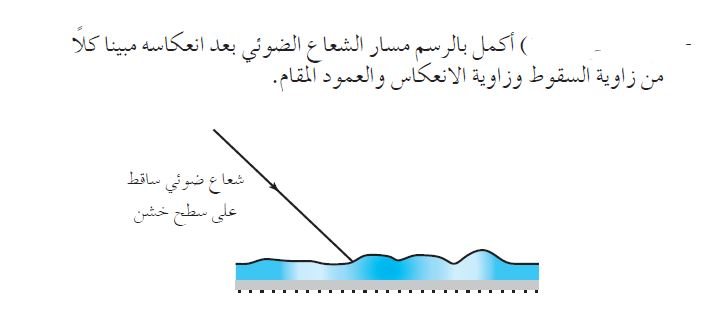 - ) أكمل بالرسم مسار الشعاع الضوئي بعد انعكاسه مبينا كلًا
من زاوية السقوط وزاوية الانعكاس والعمود المقام.
شعاع ضوئي ساقط
على سطح خشن